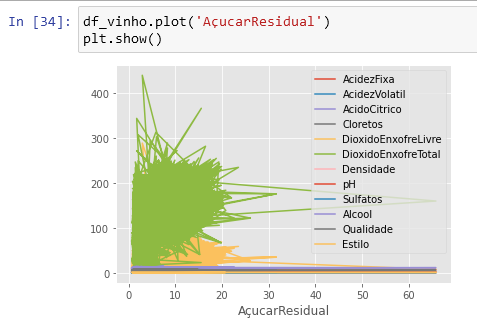 In [34]: df_vinho.plot('AçucarResidual')
plt.show()
AcidezFixa
AcidezVolatil
AcidoCitrico
Cloretos
DioxidoEnxofreLivre
DioxidoEnxofreTotal
Densidade
pH
Sulfatos
Alcool
Qualidade
Estilo
400
300
200
100
0
0 10 20 30 40 50 60
AçucarResidual